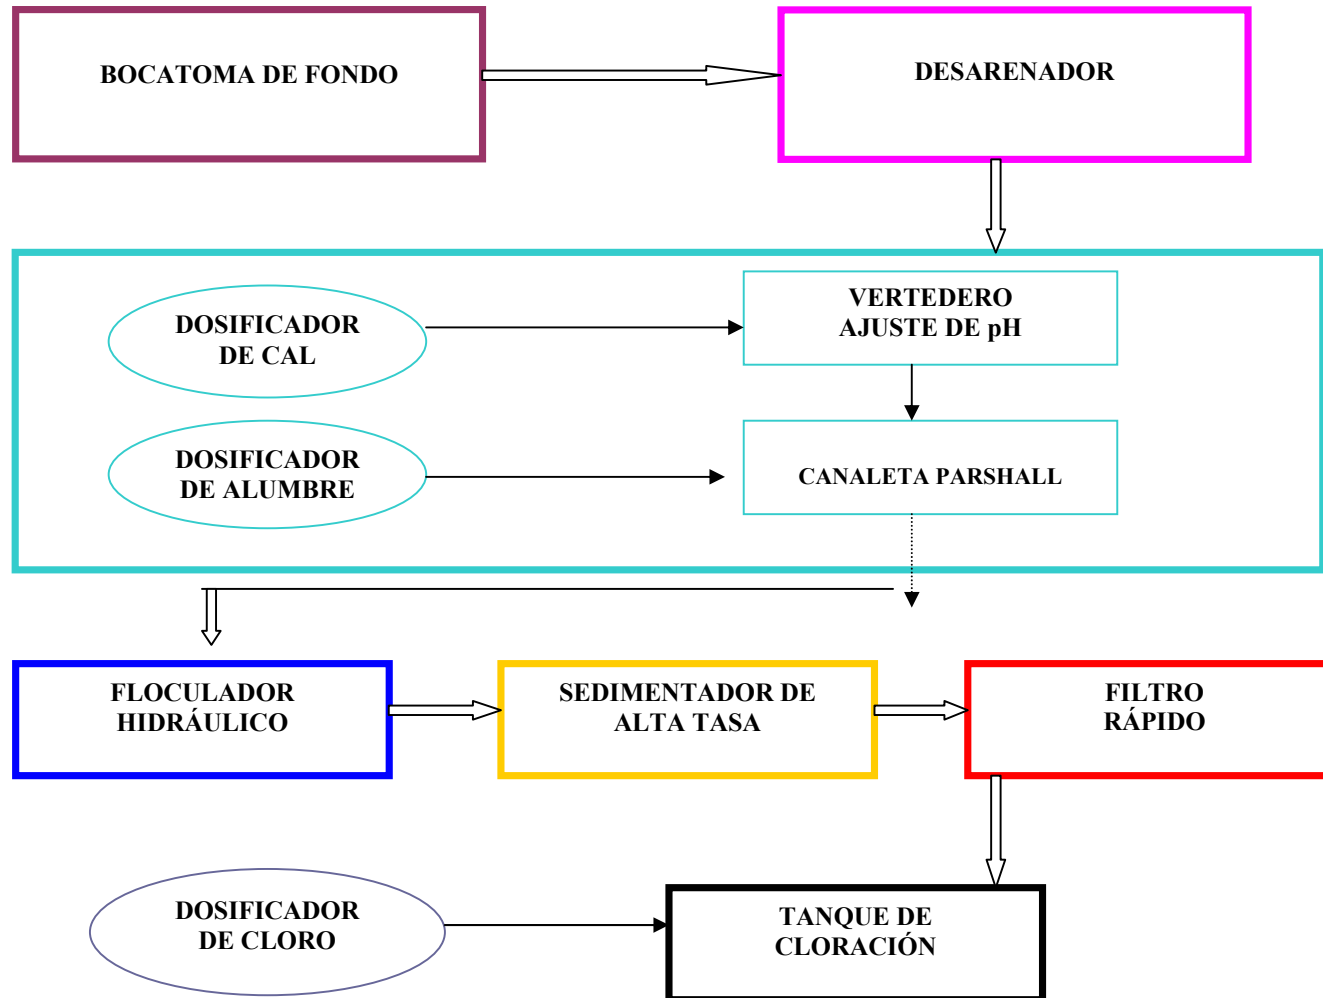 BOCATOMA DE FONDO
DESARENADOR
DOSIFICADOR
DE CAL
VERTEDERO
AJUSTE DE pH
DOSIFICADOR
DE ALUMBRE
CANALETA PARSHALL
FLOCULADOR
HIDRÁULICO
SEDIMENTADOR DE
ALTA TASA
FILTRO
RÁPIDO
DOSIFICADOR
DE CLORO
TANQUE DE
CLORACIÓN